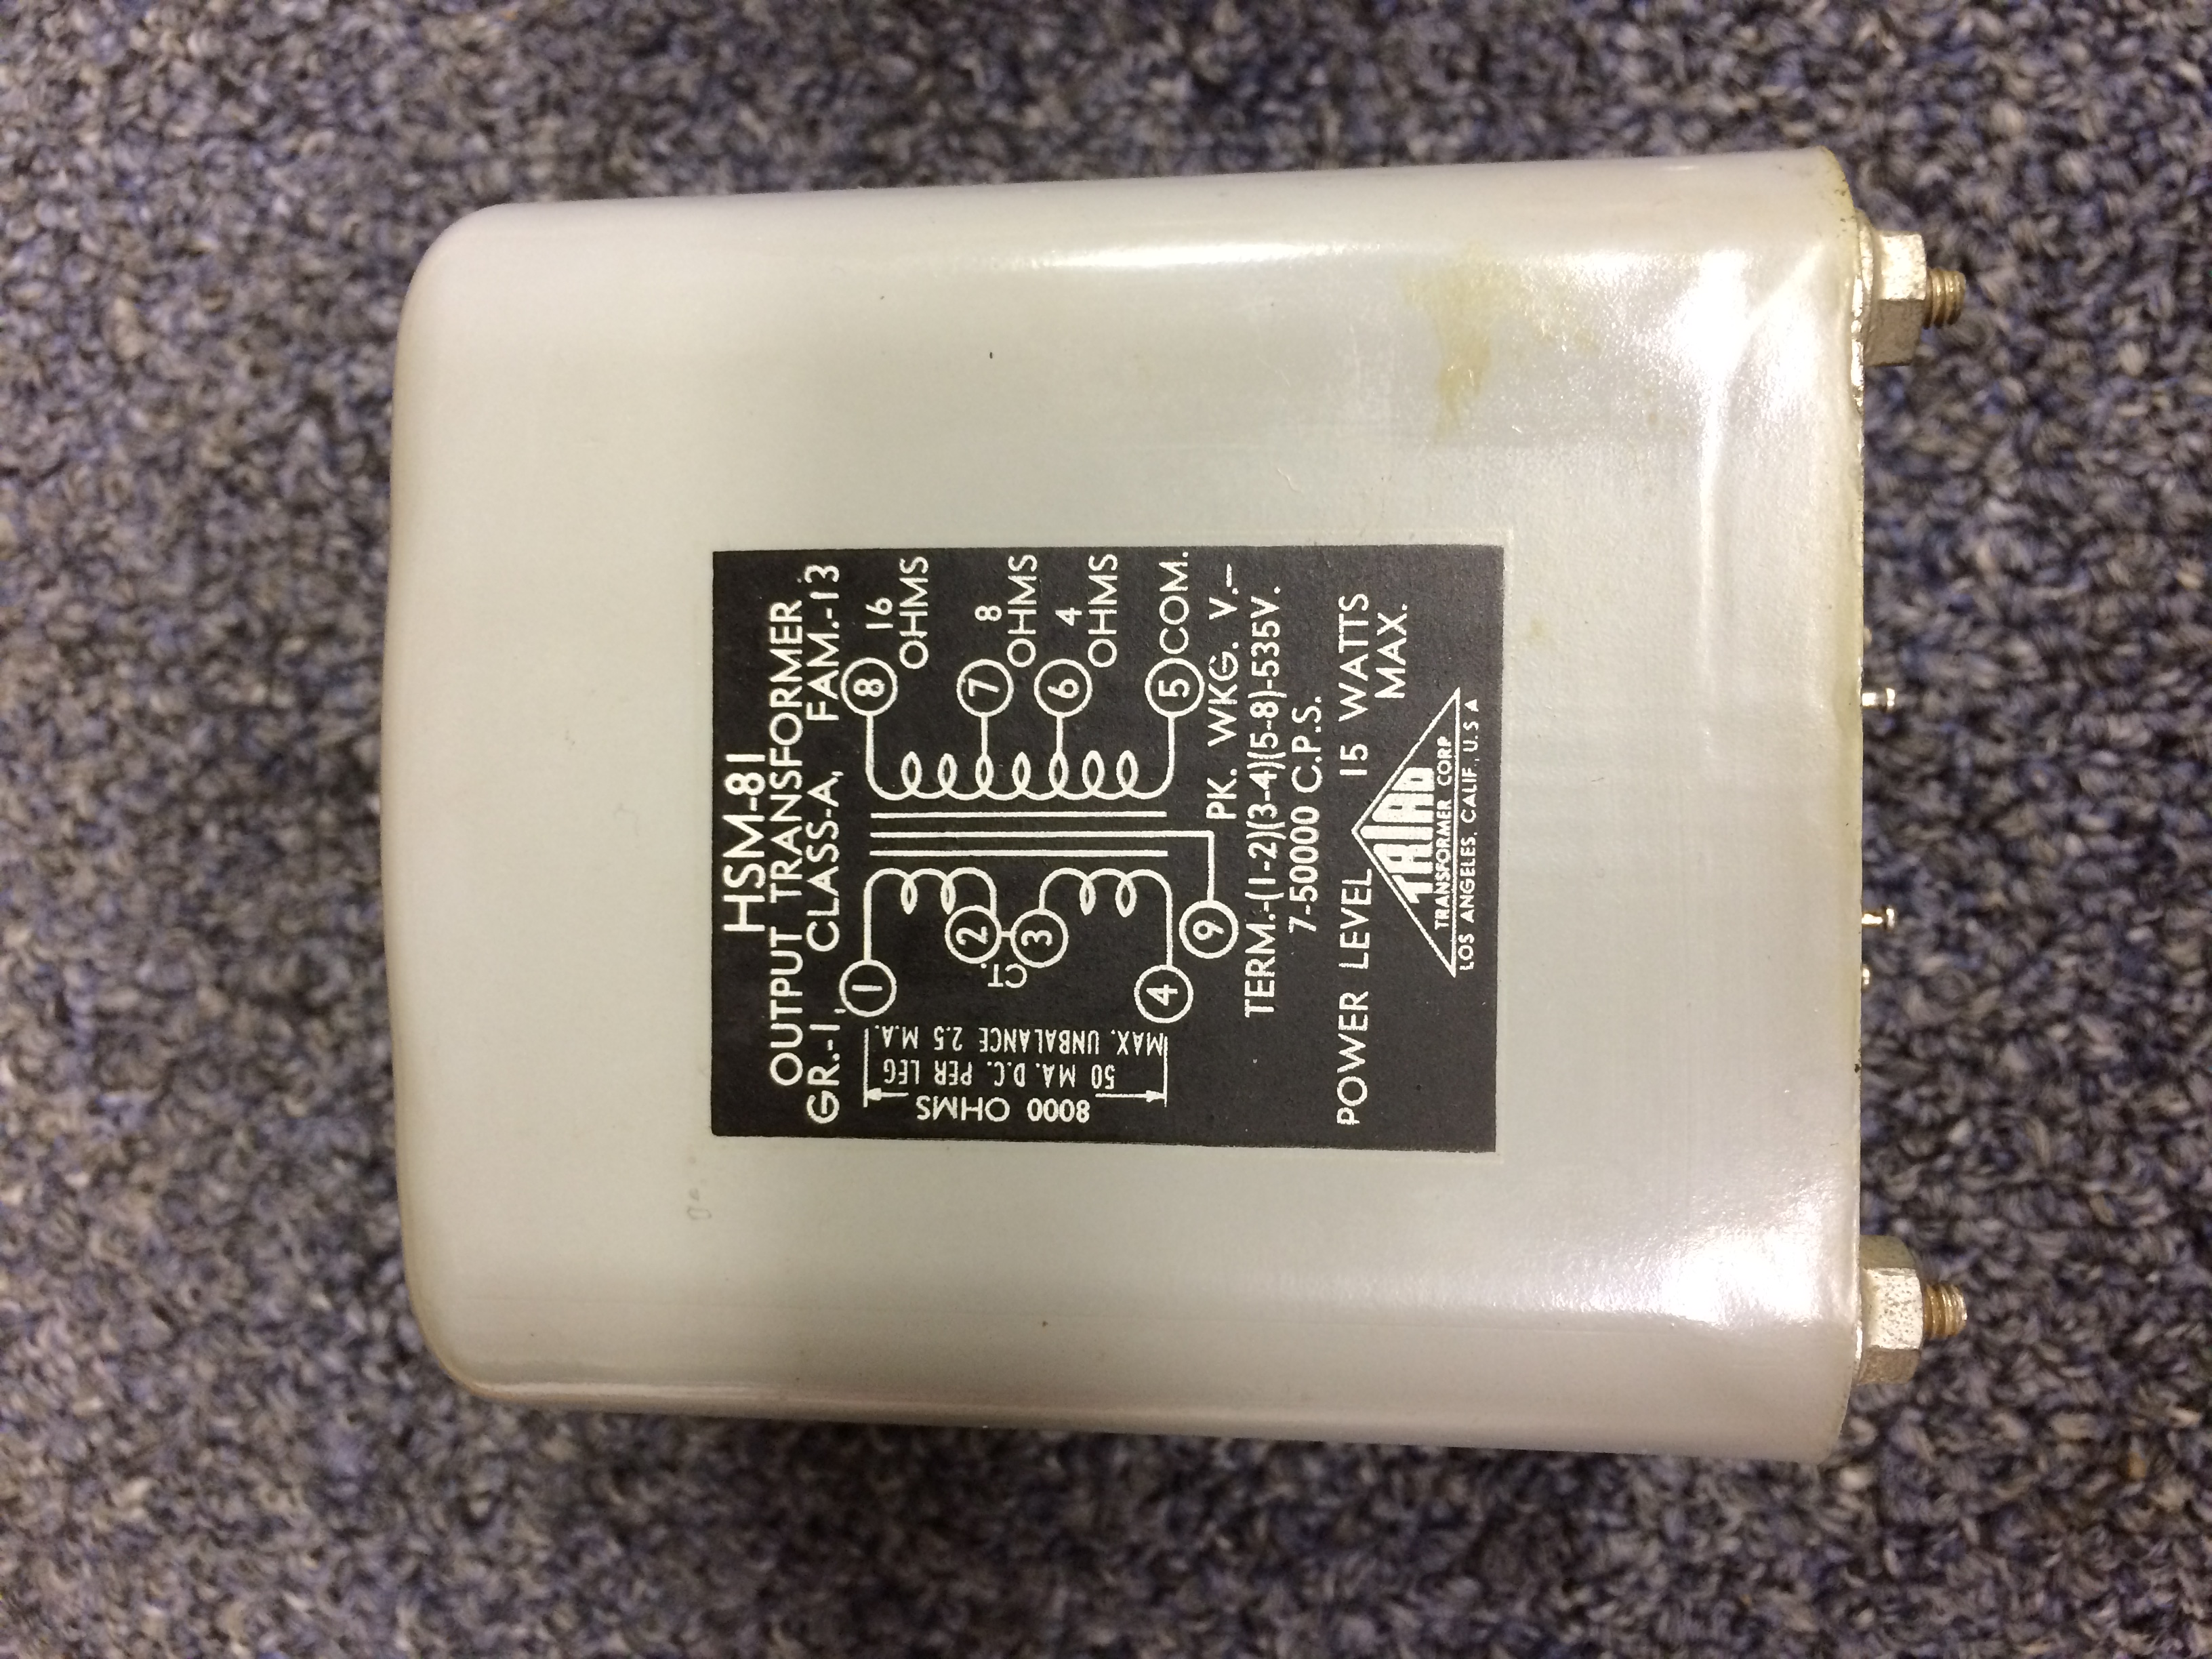 HSM-81
OUTPUT TRANSFORMER
GR.-1, CLASS-A, FAM.-13
8000 OHMS
50 MA. D.C. PER LEG
MAX. UNBALANCE 2.5 M.A.
1
2
CT.
3
4
9
8
16
OHMS
7
8
OHMS
6
4
OHMS
5 COM.
PK. WKG. V.-
TERM.-(1-2)(3-4)(5-8)-535V.
7-50000 C.P.S.
POWER LEVEL 15 WATTS
MAX.
TRIAD
TRANSFORMER CORP
LOS ANGELES. CALIF., U.S.A